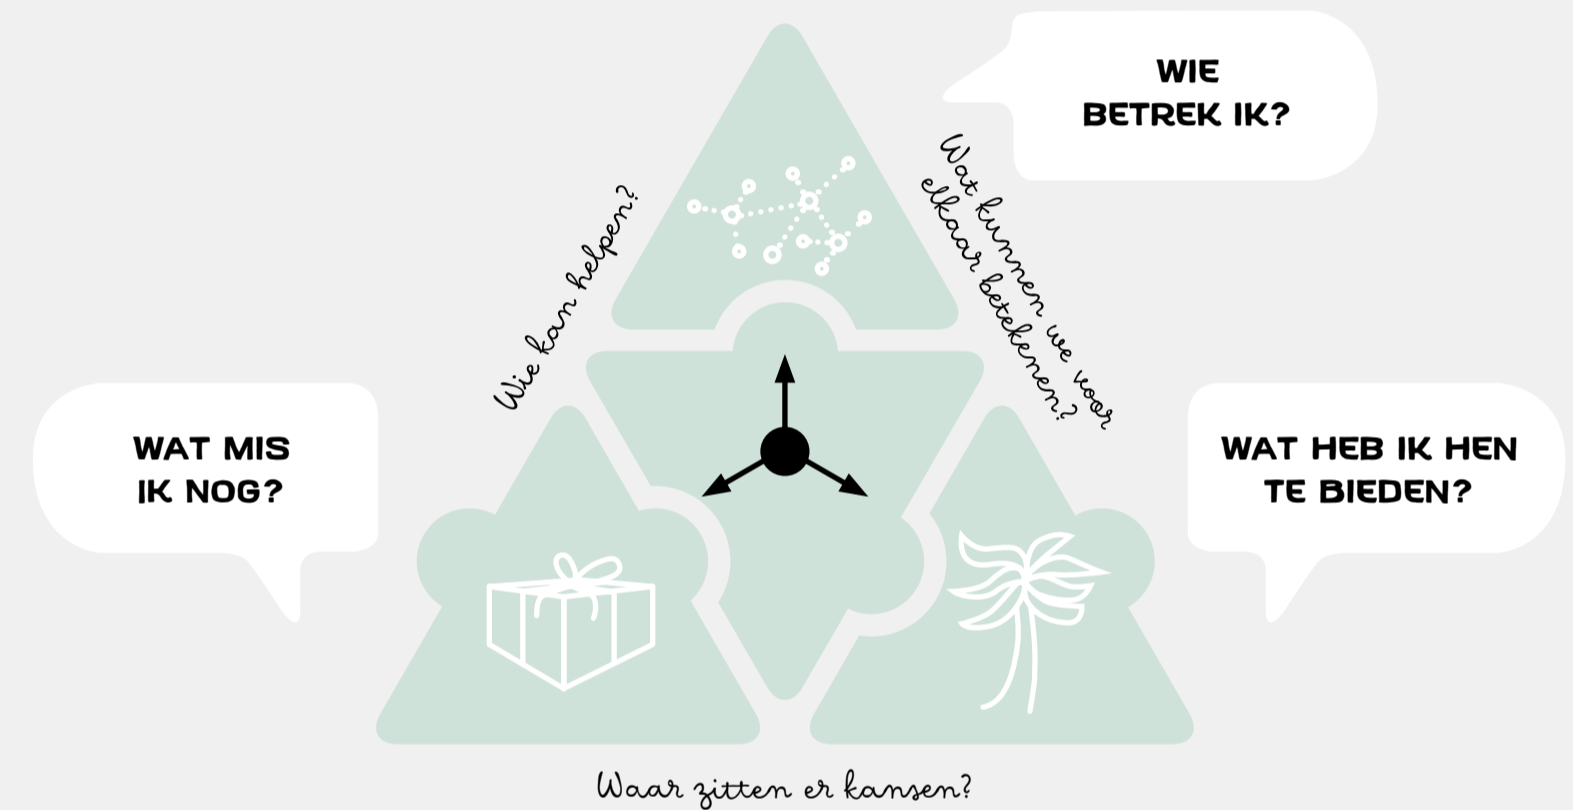 WIE
BETREK IK?
Wie kan helpen?
Wat kunnen we voor
elkaar betekenen?
WAT MIS
IK NOG?
WAT HEB IK HEN
TE BIEDEN?
Waar zitten er kansen?